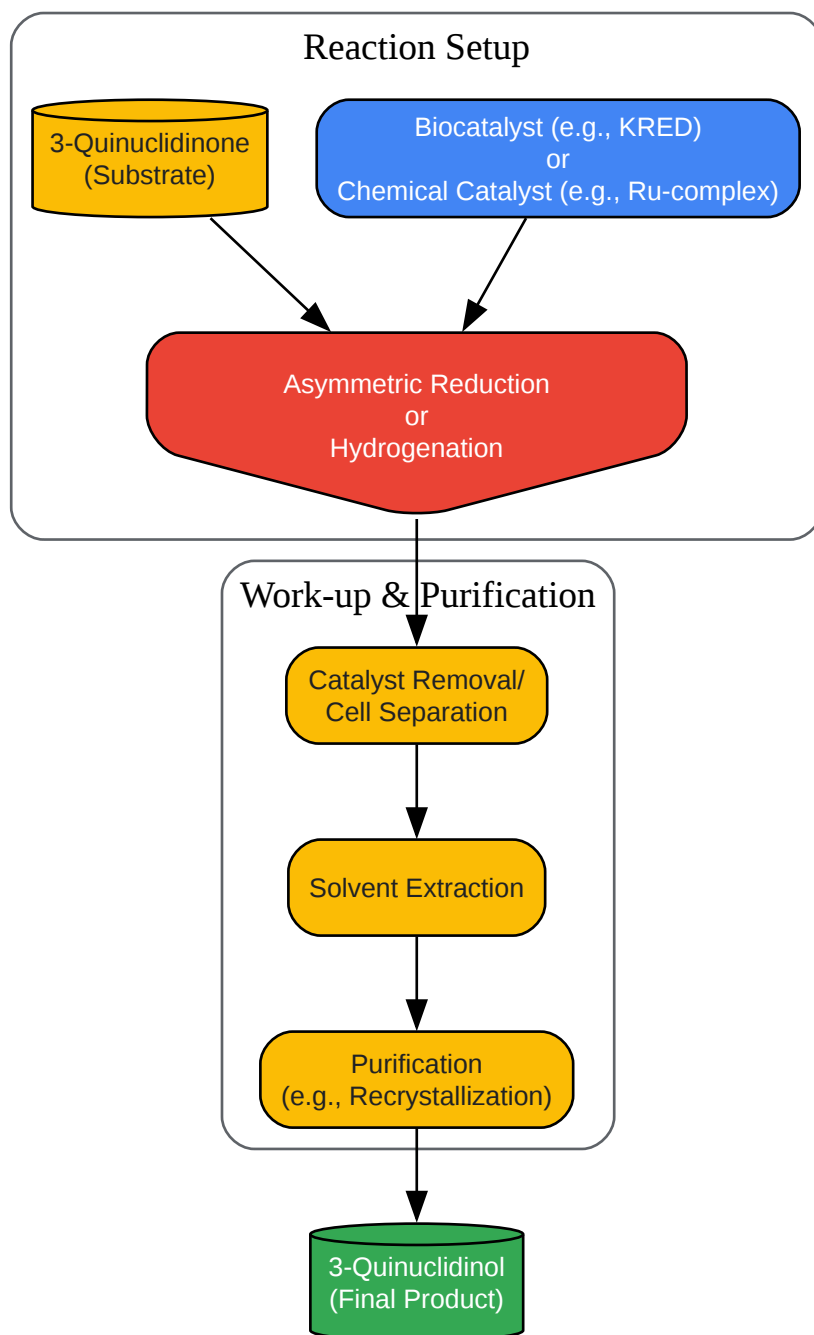 Reaction Setup
3-Quinuclidinone
(Substrate)
Biocatalyst (e.g., KRED)
or
Chemical Catalyst (e.g., Ru-complex)
Asymmetric Reduction
or
Hydrogenation
Work-up & Purification
Catalyst Removal/
Cell Separation
Solvent Extraction
Purification
(e.g., Recrystallization)
3-Quinuclidinol
(Final Product)